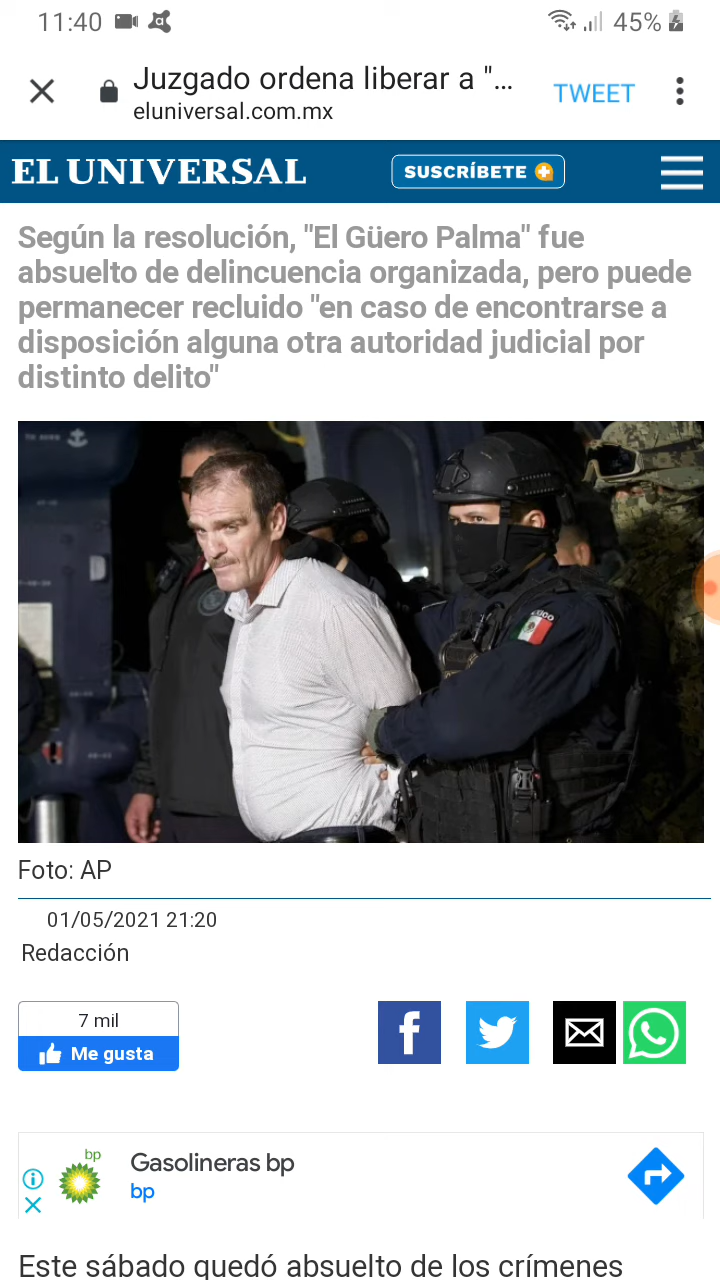 11:40
45%
Juzgado ordena liberar a "...
TWEET
eluniversal.com.mx
EL UNIVERSAL
SUSCRÍBETE
Según la resolución, "El Güero Palma" fue
absuelto de delincuencia organizada, pero puede
permanecer recluido "en caso de encontrarse a
disposición alguna otra autoridad judicial por
distinto delito"
Foto: AP
01/05/2021 21:20
Redacción
7 mil
Me gusta
bp
Gasolineras bp
bp
Este sábado quedó absuelto de los crímenes